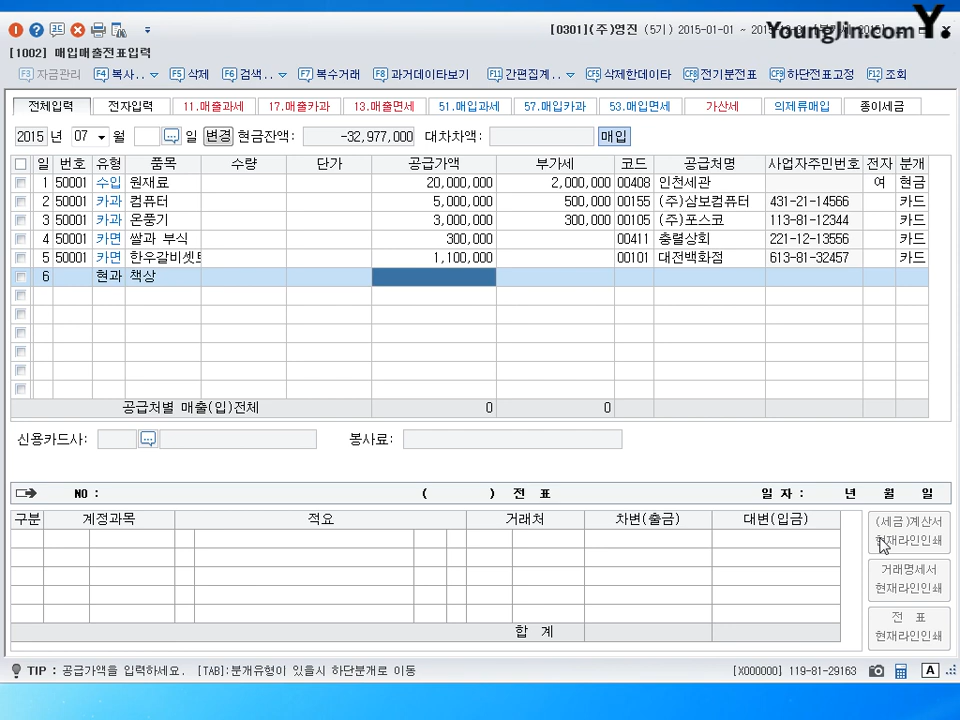 [0301](주)영진 (5기) 2015-01-01 ~
Younglin.com Y.
[1002] 매입매출전표입력
F3 자금관리 F4 복사.. F5 삭제 F6 검색.. F7 복수거래 F8 과거데이타보기 F11 간편집계.. CF5 삭제한데이타 CF8 전기분전표 CF9 하단전표고정 F12 조회
전체입력 전자입력 11.매출과세 17.매출카과 13.매출면세 51.매입과세 57.매입카과 53.매입면세 가산세 의제류매입 종이세금
2015 년 07 월 일 변경 현금잔액: -32,977,000 대차차액: 매입
일 번호 유형 품목 수량 단가 공급가액 부가세 코드 공급처명 사업자주민번호 전자 분개
1 50001 수입 원재료 20,000,000 2,000,000 00408 인천세관 여 현금
2 50001 카과 컴퓨터 5,000,000 500,000 00155 (주)삼보컴퓨터 431-21-14566 카드
3 50001 카과 온풍기 3,000,000 300,000 00105 (주)포스코 113-81-12344 카드
4 50001 카면 쌀과 부식 300,000 00411 충렬상회 221-12-13556 카드
5 50001 카면 한우갈비셋트 1,100,000 00101 대전백화점 613-81-32457 카드
6 현과 책상
공급처별 매출(입)전체 0 0
신용카드사: 봉사료:
NO : ( ) 전 표 일 자 : 년 월 일
구분 계정과목 적요 거래처 차변(출금) 대변(입금)
합 계
(세금)계산서
현재라인인쇄
거래명세서
현재라인인쇄
전 표
현재라인인쇄
TIP : 공급가액을 입력하세요. [TAB]:분개유형이 있을시 하단분개로 이동 [X000000] 119-81-29163 A